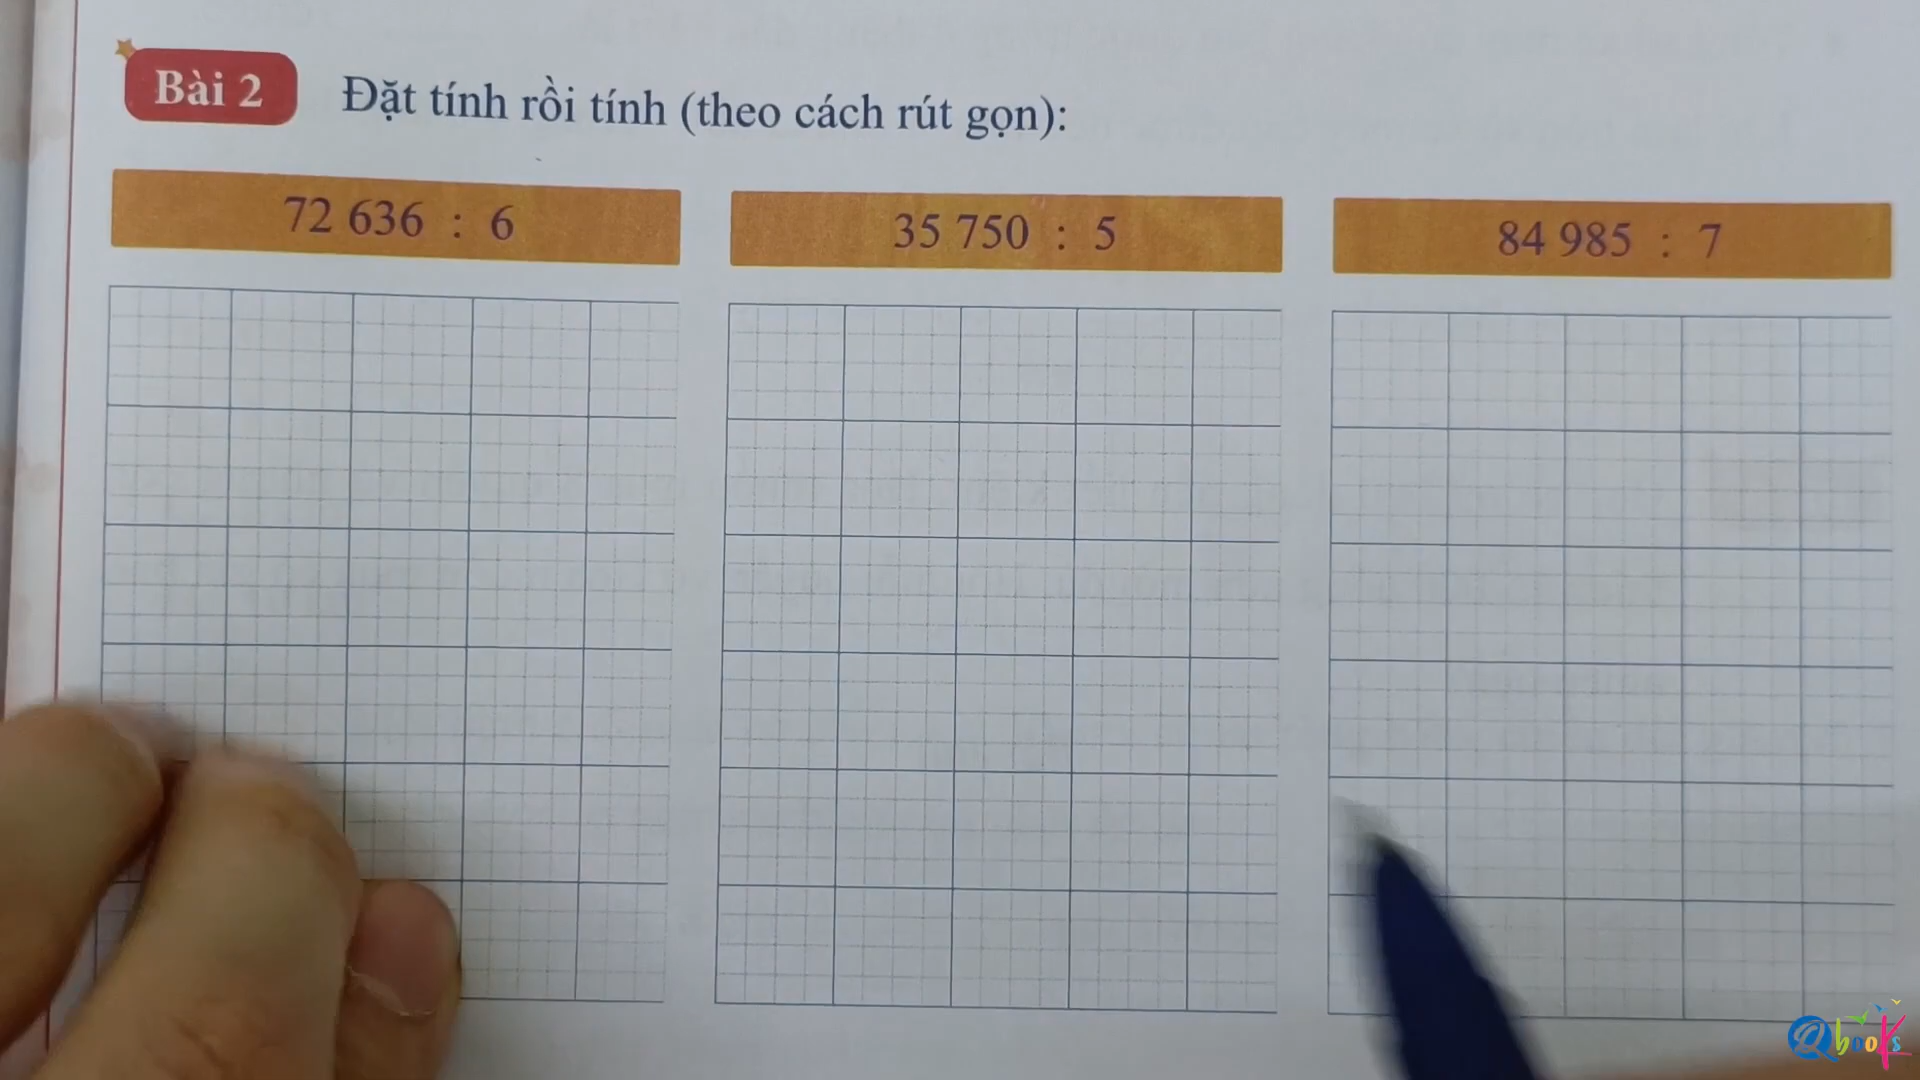 Bài 2
Đặt tính rồi tính (theo cách rút gọn):
72 636 : 6
35 750 : 5
84 985 : 7
Qbooks